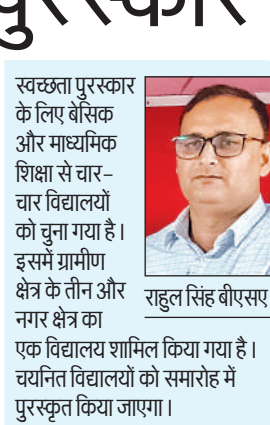 पुरस्कार
स्वच्छता पुरस्कार
के लिए बेसिक
और माध्यमिक
शिक्षा से चार-
चार विद्यालयों
को चुना गया है।
इसमें ग्रामीण
क्षेत्र के तीन और
नगर क्षेत्र का
एक विद्यालय शामिल किया गया है।
चयनित विद्यालयों को समारोह में
पुरस्कृत किया जाएगा।
राहुल सिंह बीएसए